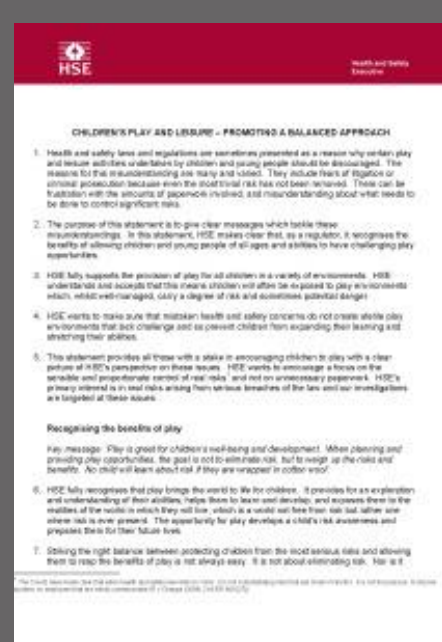 HSE
Health and Safety
Executive
CHILDREN'S PLAY AND LEISURE – PROMOTING A BALANCED APPROACH
1. Health and safety laws and regulations are sometimes presented as a reason why certain play
and leisure activities undertaken by children and young people should be discouraged. The
reasons for this misunderstanding are many and varied. They include fears of litigation or
criminal prosecution because even the most trivial risk has not been removed. There can be
frustration with the amounts of paperwork involved, and misunderstanding about what needs to
be done to control significant risks.
2. The purpose of this statement is to give clear messages which tackle these
misunderstandings. In this statement, HSE makes clear that, as a regulator, it recognises the
benefits of allowing children and young people of all ages and abilities to have challenging play
opportunities.
3. HSE fully supports the provision of play for all children in a variety of environments. HSE
understands and accepts that this means children will often be exposed to play environments
which, whilst well-managed, carry a degree of risk and sometimes potential danger.
4. HSE wants to make sure that mistaken health and safety concerns do not create sterile play
environments that lack challenge and so prevent children from expanding their learning and
stretching their abilities.
5. This statement provides all those with a stake in encouraging children to play with a clear
picture of HSE's perspective on these issues. HSE wants to encourage a focus on the
sensible and proportionate control of real risks¹ and not on unnecessary paperwork. HSE's
primary interest is in real risks arising from serious breaches of the law and our investigations
are targeted at these issues.
Recognising the benefits of play
Key message: 'Play is great for children's well-being and development. When planning and
providing play opportunities, the goal is not to eliminate risk, but to weigh up the risks and
benefits. No child will learn about risk if they are wrapped in cotton wool'.
6. HSE fully recognises that play brings the world to life for children. It provides for an exploration
and understanding of their abilities; helps them to learn and develop; and exposes them to the
realities of the world in which they will live, which is a world not free from risk but rather one
where risk is ever present. The opportunity for play develops a child's risk awareness and
prepares them for their future lives.
7. Striking the right balance between protecting children from the most serious risks and allowing
them to reap the benefits of play is not always easy. It is not about eliminating risk. Nor is it